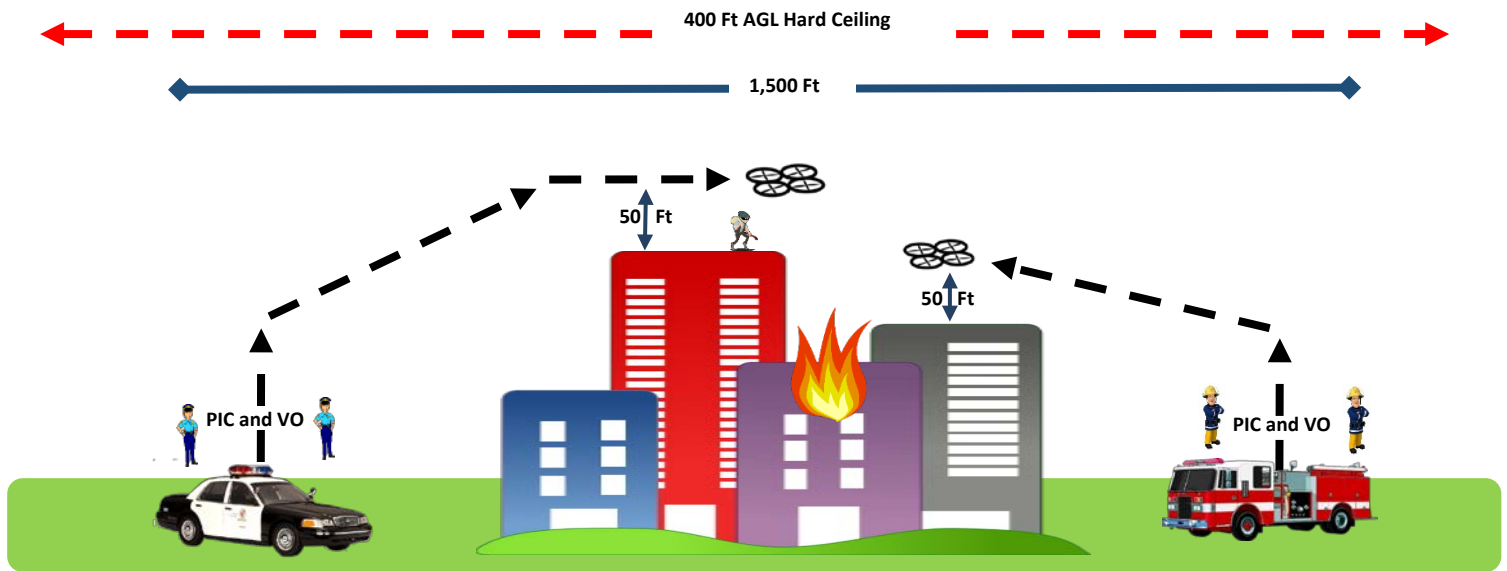 400 Ft AGL Hard Ceiling
1,500 Ft
50 Ft
50 Ft
PIC and VO
PIC and VO